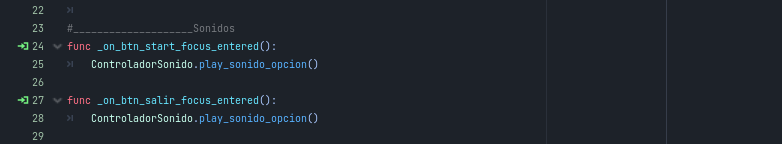 22
23 #____________________Sonidos
24 func _on_btn_start_focus_entered():
25 ControladorSonido.play_sonido_opcion()
26
27 func _on_btn_salir_focus_entered():
28 ControladorSonido.play_sonido_opcion()
29